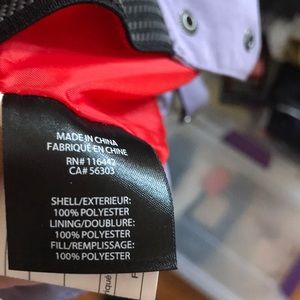 MADE IN CHINA
FABRIQUÉ EN CHINE
RN# 116442
CA# 56303
SHELL/EXTERIEUR:
100% POLYESTER
LINING/DOUBLURE:
100% POLYESTER
FILL/REMPLISSAGE:
100% POLYESTER